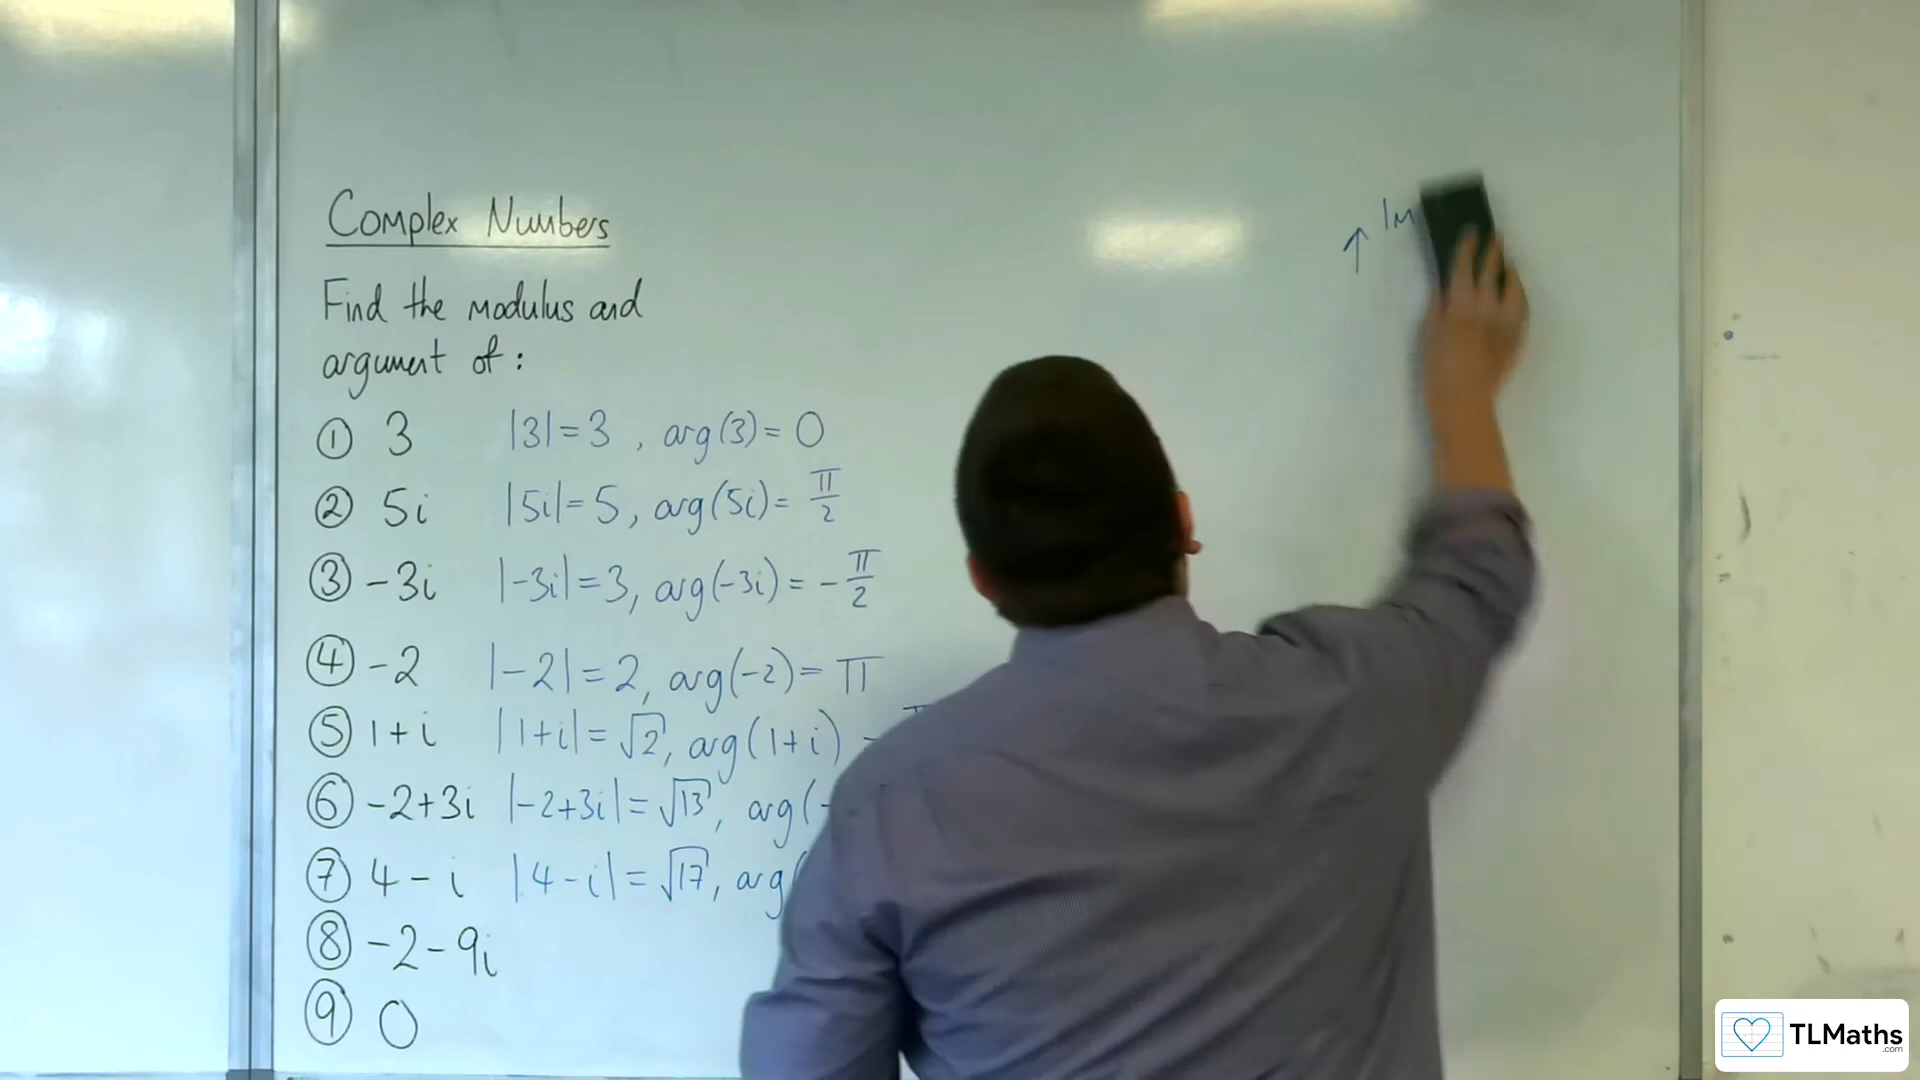 Complex Numbers
Find the modulus and
argument of:
① 3 |3|=3, arg(3)=0
② 5i |5i|=5, arg(5i)=π/2
③ -3i |-3i|=3, arg(-3i)=-π/2
④ -2 |-2|=2, arg(-2)=π
⑤ 1+i |1+i|=√2, arg(1+i)
⑥ -2+3i |-2+3i|=√13, arg(-
⑦ 4-i |4-i|=√17, arg(
⑧ -2-9i
⑨ 0
Im
TLMaths
.com